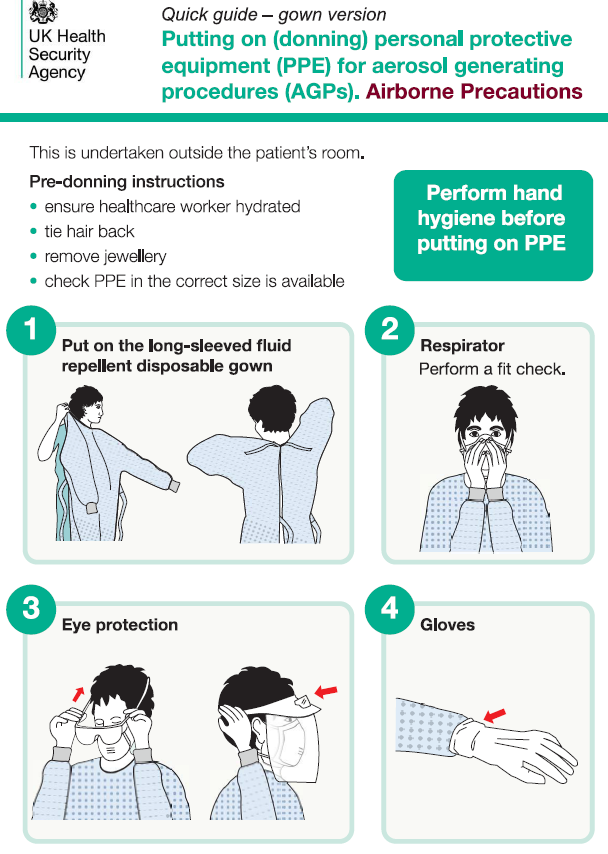 UK Health
Security
Agency
Quick guide – gown version
Putting on (donning) personal protective
equipment (PPE) for aerosol generating
procedures (AGPs). Airborne Precautions
This is undertaken outside the patient's room.
Pre-donning instructions
• ensure healthcare worker hydrated
• tie hair back
• remove jewellery
• check PPE in the correct size is available
Perform hand
hygiene before
putting on PPE
1
Put on the long-sleeved fluid
repellent disposable gown
2
Respirator
Perform a fit check.
3
Eye protection
4
Gloves